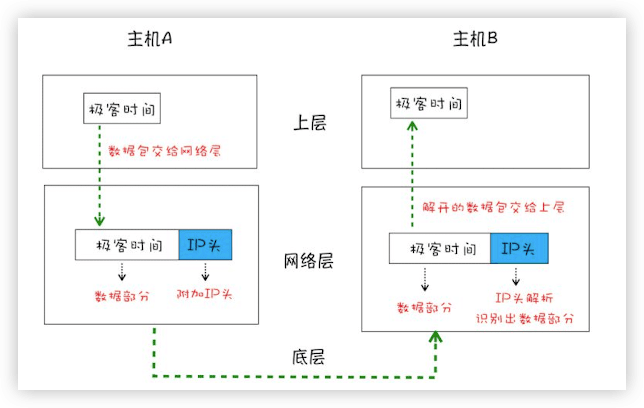 主机A
主机B
极客时间
数据包交给网络层
上层
极客时间
极客时间
IP头
数据部分
附加IP头
网络层
解开的数据包交给上层
极客时间
IP头
数据部分
IP头解析
识别出数据部分
底层